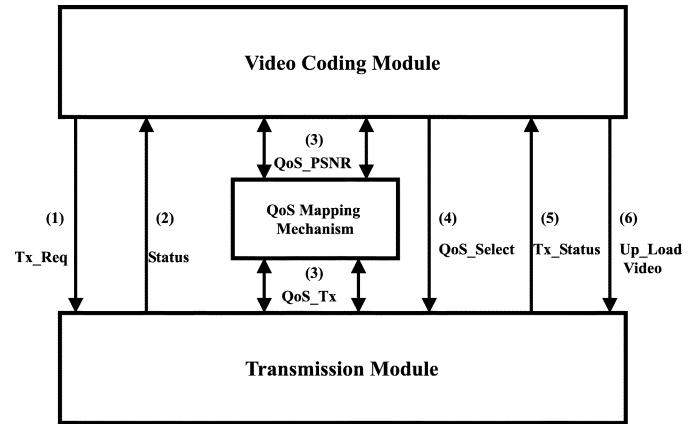 Video Coding Module
(3)
QoS_PSNR
QoS Mapping
Mechanism
(1)
Tx_Req
(2)
Status
(3)
QoS_Tx
(4)
QoS_Select
(5)
Tx_Status
(6)
Up_Load
Video
Transmission Module